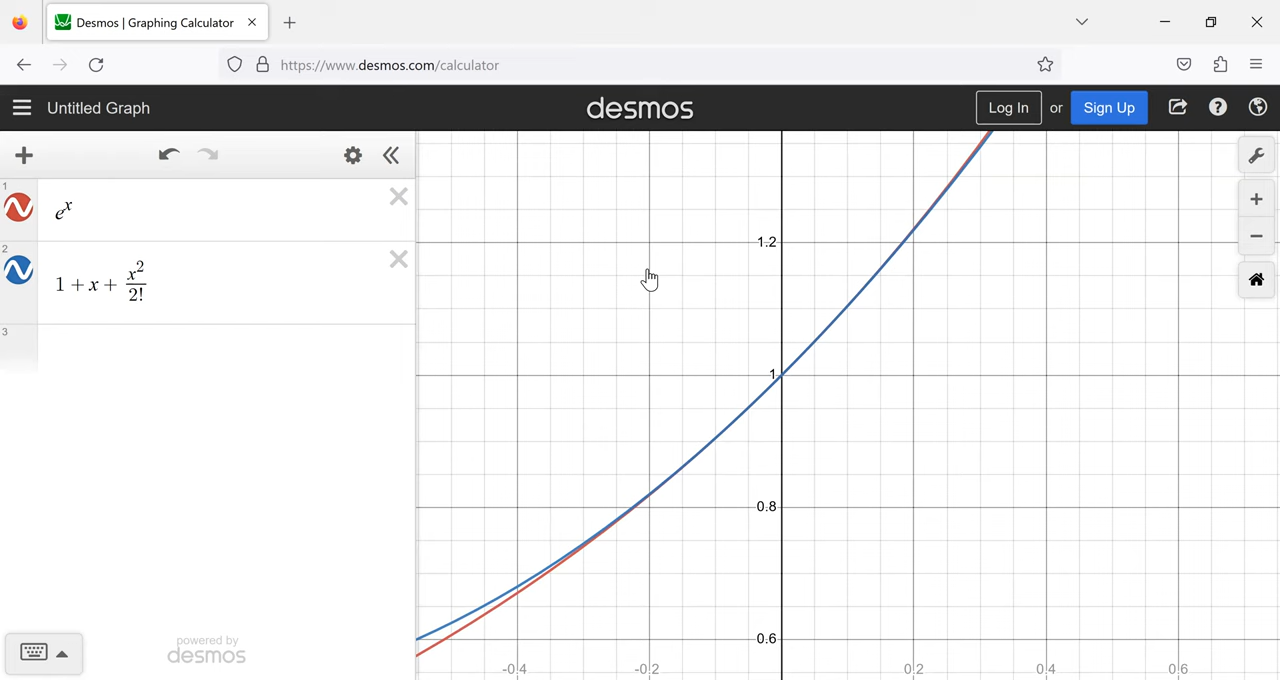 Desmos | Graphing Calculator
https://www.desmos.com/calculator
Untitled Graph
desmos
Log In or Sign Up
1
e^x
2
1 + x + x^2/2!
3
powered by
desmos
1.2
1
0.8
0.6
-0.4 -0.2 0.2 0.4 0.6